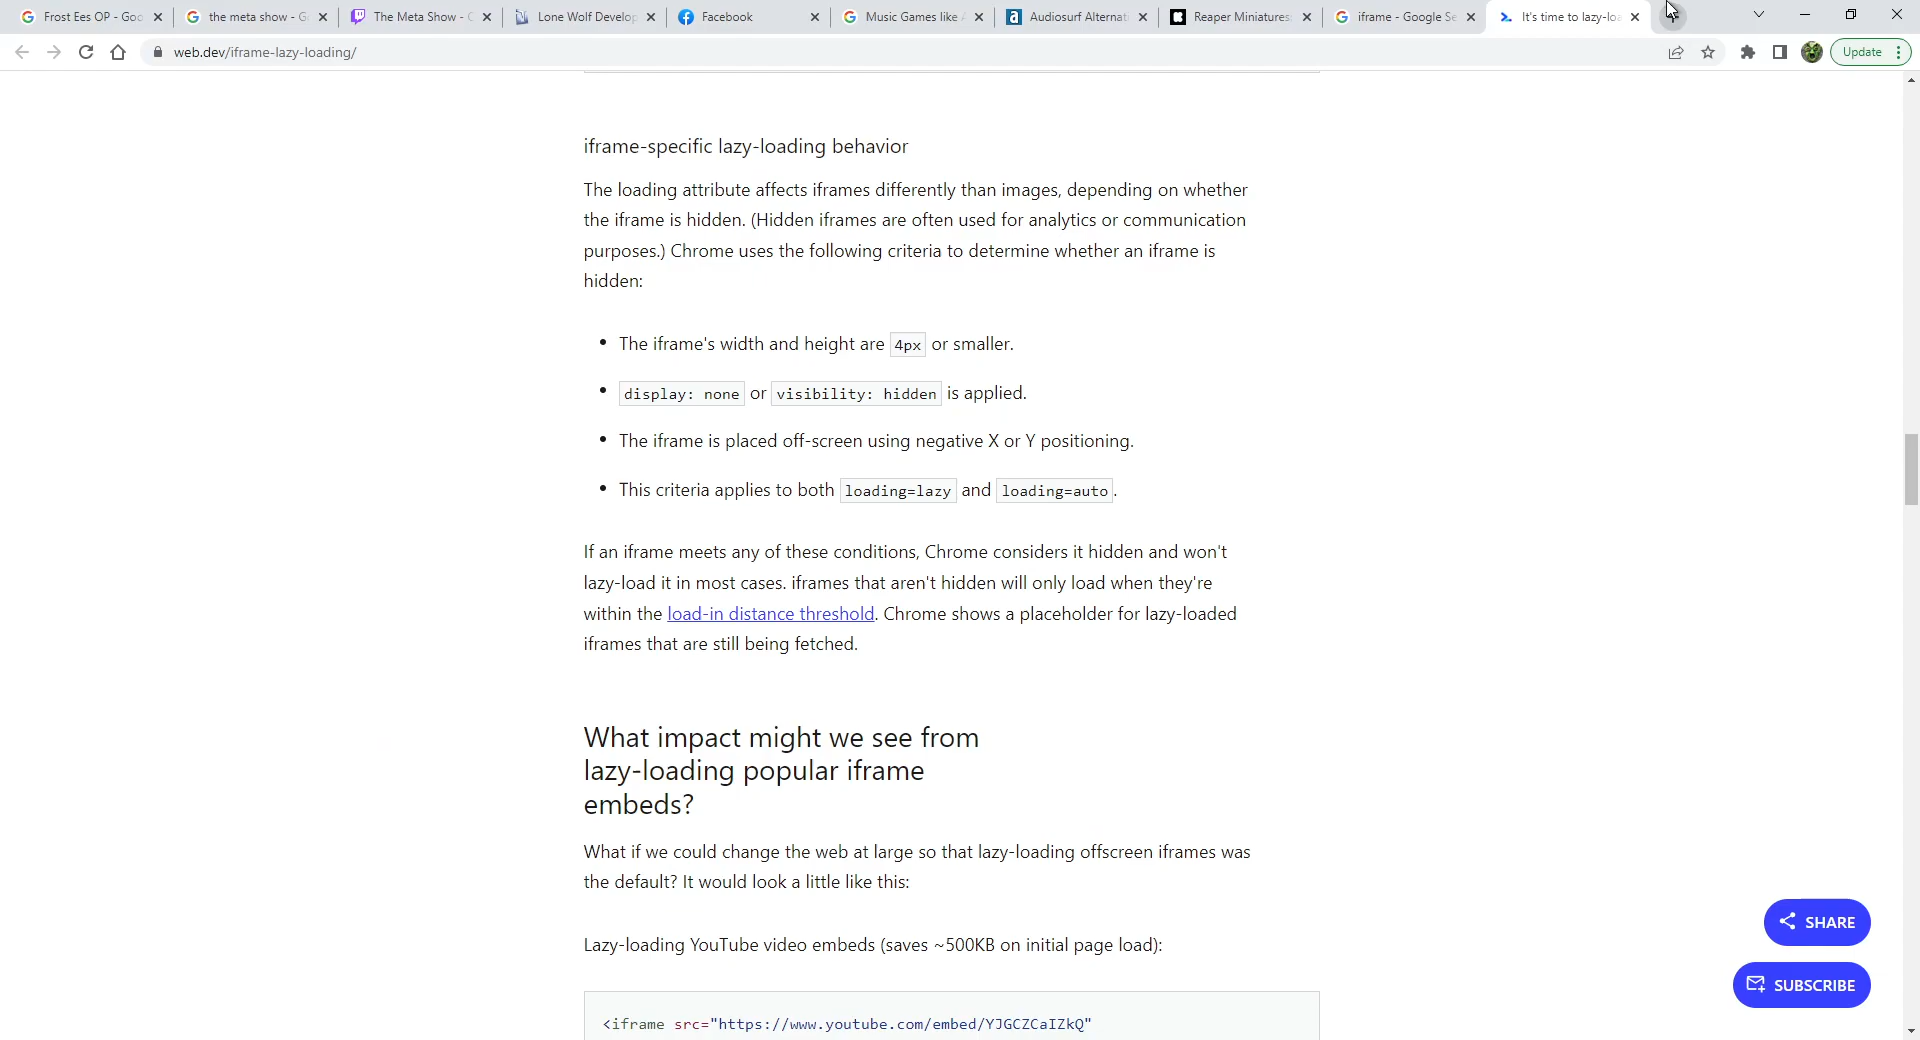 Frost Ees OP - Goo
the meta show - G
The Meta Show - C
Lone Wolf Develop
Facebook
Music Games like A
Audiosurf Alternati
Reaper Miniatures:
iframe - Google Se
It's time to lazy-loa
web.dev/iframe-lazy-loading/
Update
iframe-specific lazy-loading behavior
The loading attribute affects iframes differently than images, depending on whether
the iframe is hidden. (Hidden iframes are often used for analytics or communication
purposes.) Chrome uses the following criteria to determine whether an iframe is
hidden:
• The iframe's width and height are 4px or smaller.
• display: none or visibility: hidden is applied.
• The iframe is placed off-screen using negative X or Y positioning.
• This criteria applies to both loading=lazy and loading=auto.
If an iframe meets any of these conditions, Chrome considers it hidden and won't
lazy-load it in most cases. iframes that aren't hidden will only load when they're
within the load-in distance threshold. Chrome shows a placeholder for lazy-loaded
iframes that are still being fetched.
What impact might we see from
lazy-loading popular iframe
embeds?
What if we could change the web at large so that lazy-loading offscreen iframes was
the default? It would look a little like this:
Lazy-loading YouTube video embeds (saves ~500KB on initial page load):
<iframe src="https://www.youtube.com/embed/YJGCZCaIZkQ"
SHARE
SUBSCRIBE